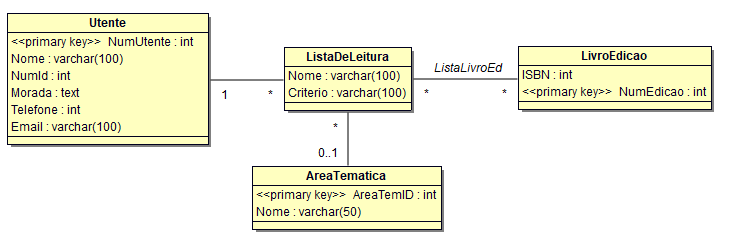 Utente
<<primary key>> NumUtente : int
Nome : varchar(100)
NumId : int
Morada : text
Telefone : int
Email : varchar(100)
1
*
ListaDeLeitura
Nome : varchar(100)
Criterio : varchar(100)
ListaLivroEd
*
*
LivroEdicao
ISBN : int
<<primary key>> NumEdicao : int
*
0..1
AreaTematica
<<primary key>> AreaTemID : int
Nome : varchar(50)